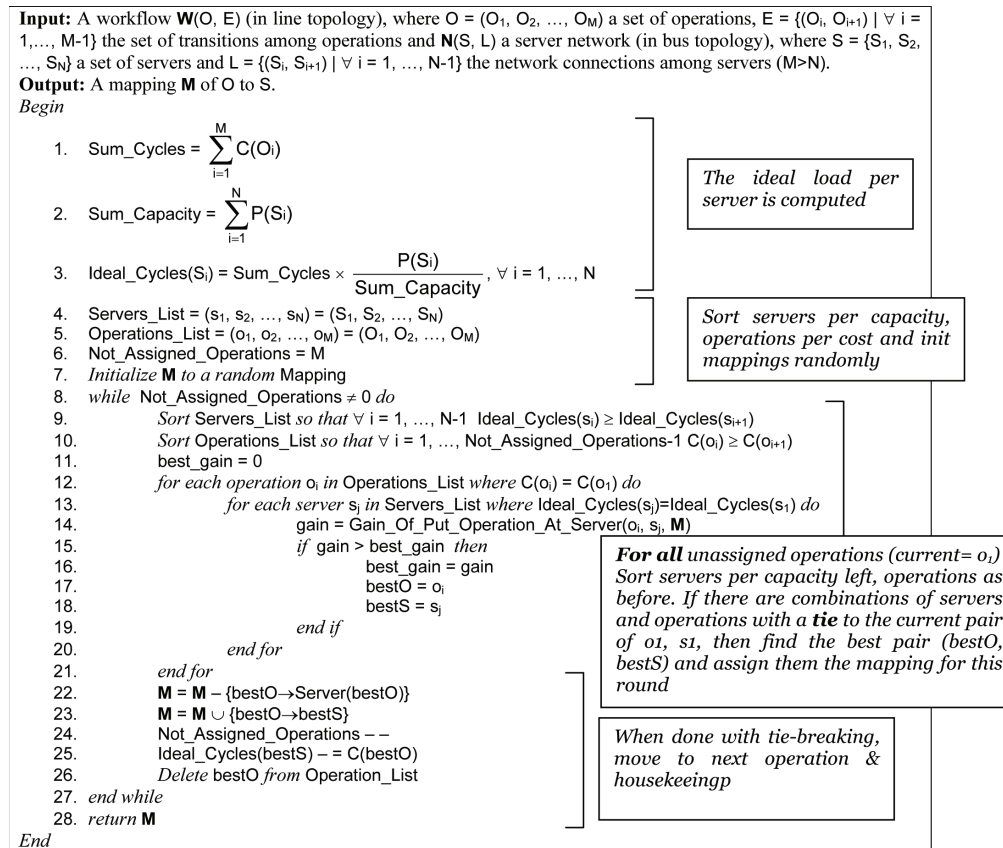 Input: A workflow W(O, E) (in line topology), where O = (O1, O2, …, OM) a set of operations, E = {(Oi, Oi+1) | ∀ i =
1,…, M-1} the set of transitions among operations and N(S, L) a server network (in bus topology), where S = {S1, S2,
…, SN} a set of servers and L = {(Si, Si+1) | ∀ i = 1, …, N-1} the network connections among servers (M>N).
Output: A mapping M of O to S.
Begin
1. Sum_Cycles = ∑_{i=1}^{M} C(Oi)
2. Sum_Capacity = ∑_{i=1}^{N} P(Si)
3. Ideal_Cycles(Si) = Sum_Cycles × P(Si) / Sum_Capacity , ∀ i = 1, …, N
The ideal load per
server is computed
4. Servers_List = (s1, s2, …, sN) = (S1, S2, …, SN)
5. Operations_List = (o1, o2, …, oM) = (O1, O2, …, OM)
6. Not_Assigned_Operations = M
7. Initialize M to a random Mapping
Sort servers per capacity,
operations per cost and init
mappings randomly
8. while Not_Assigned_Operations ≠ 0 do
9. Sort Servers_List so that ∀ i = 1, …, N-1 Ideal_Cycles(si) ≥ Ideal_Cycles(si+1)
10. Sort Operations_List so that ∀ i = 1, …, Not_Assigned_Operations-1 C(oi) ≥ C(oi+1)
11. best_gain = 0
12. for each operation oi in Operations_List where C(oi) = C(o1) do
13. for each server sj in Servers_List where Ideal_Cycles(sj)=Ideal_Cycles(s1) do
14. gain = Gain_Of_Put_Operation_At_Server(oi, sj, M)
15. if gain > best_gain then
16. best_gain = gain
17. bestO = oi
18. bestS = sj
19. end if
20. end for
21. end for
For all unassigned operations (current= o1)
Sort servers per capacity left, operations as
before. If there are combinations of servers
and operations with a tie to the current pair
of o1, s1, then find the best pair (bestO,
bestS) and assign them the mapping for this
round
22. M = M – {bestO→Server(bestO)}
23. M = M ∪ {bestO→bestS}
24. Not_Assigned_Operations – –
25. Ideal_Cycles(bestS) – = C(bestO)
26. Delete bestO from Operation_List
27. end while
28. return M
When done with tie-breaking,
move to next operation &
housekeeingp
End